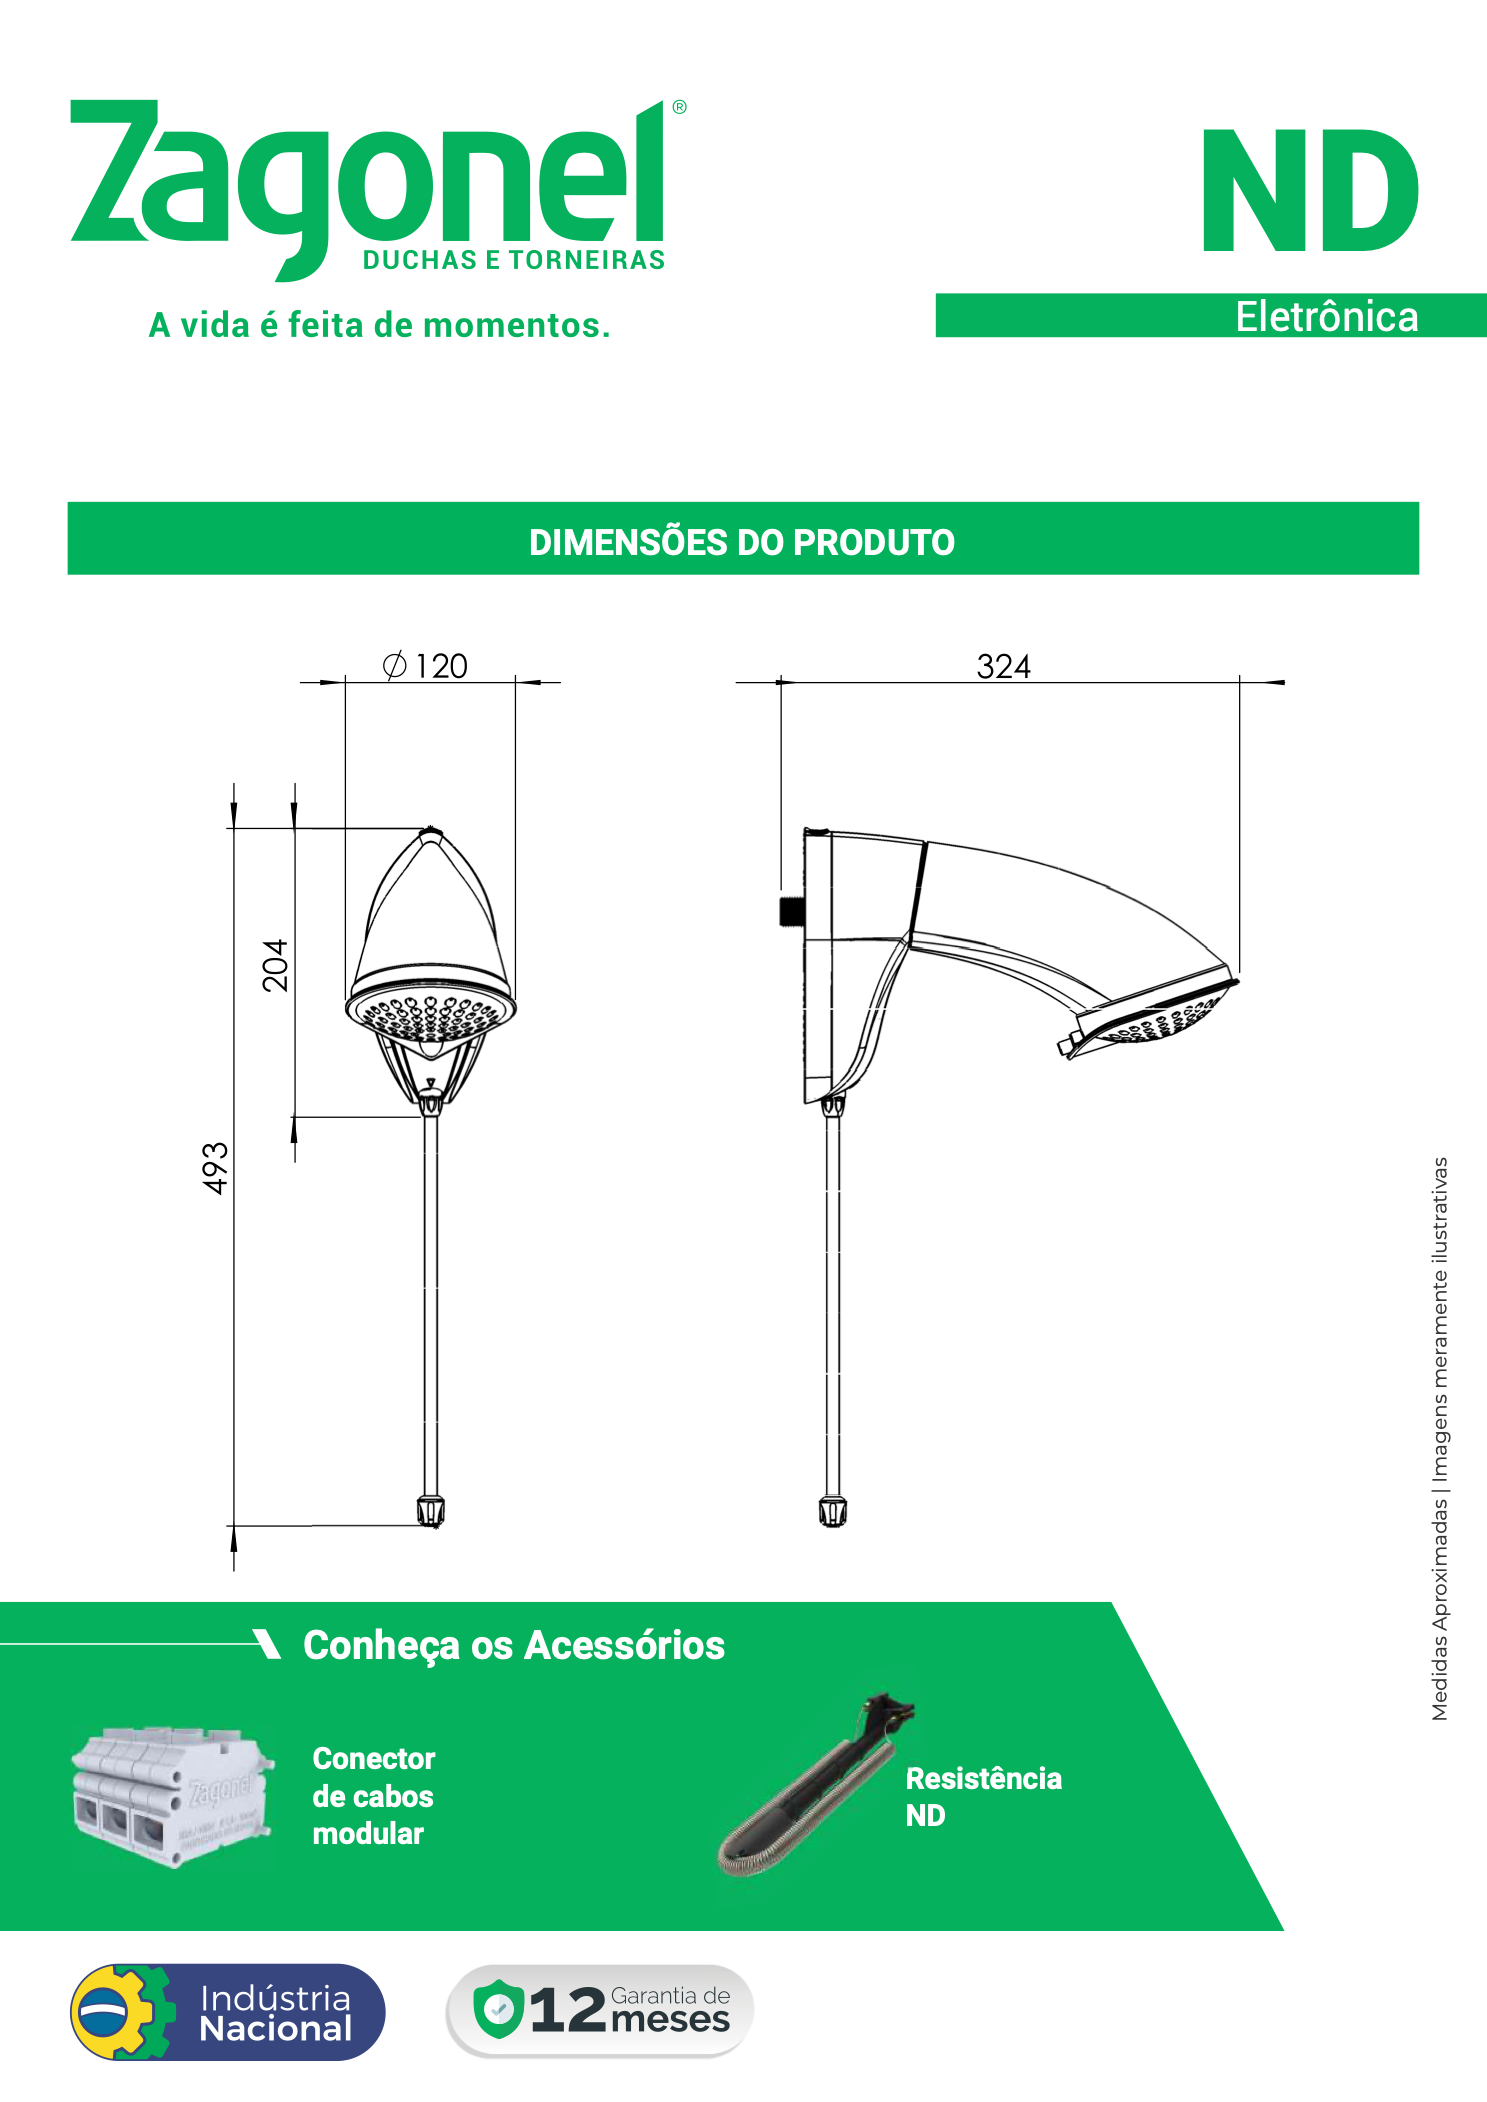 Zagonel®
DUCHAS E TORNEIRAS
A vida é feita de momentos.
ND
Eletrônica
DIMENSÕES DO PRODUTO
∅ 120
324
204
493
Medidas Aproximadas | Imagens meramente ilustrativas
Conheça os Acessórios
Zagonel
Conector
de cabos
modular
Resistência
ND
Indústria
Nacional
12 Garantia de
meses